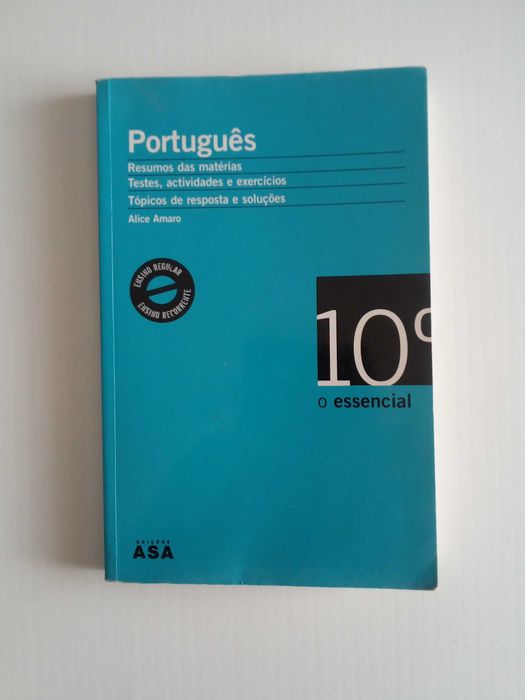 Português
Resumos das matérias
Testes, actividades e exercícios
Tópicos de resposta e soluções
Alice Amaro
ENSINO REGULAR
e
ENSINO RECORRENTE
10º
o essencial
EDIÇÕES
ASA